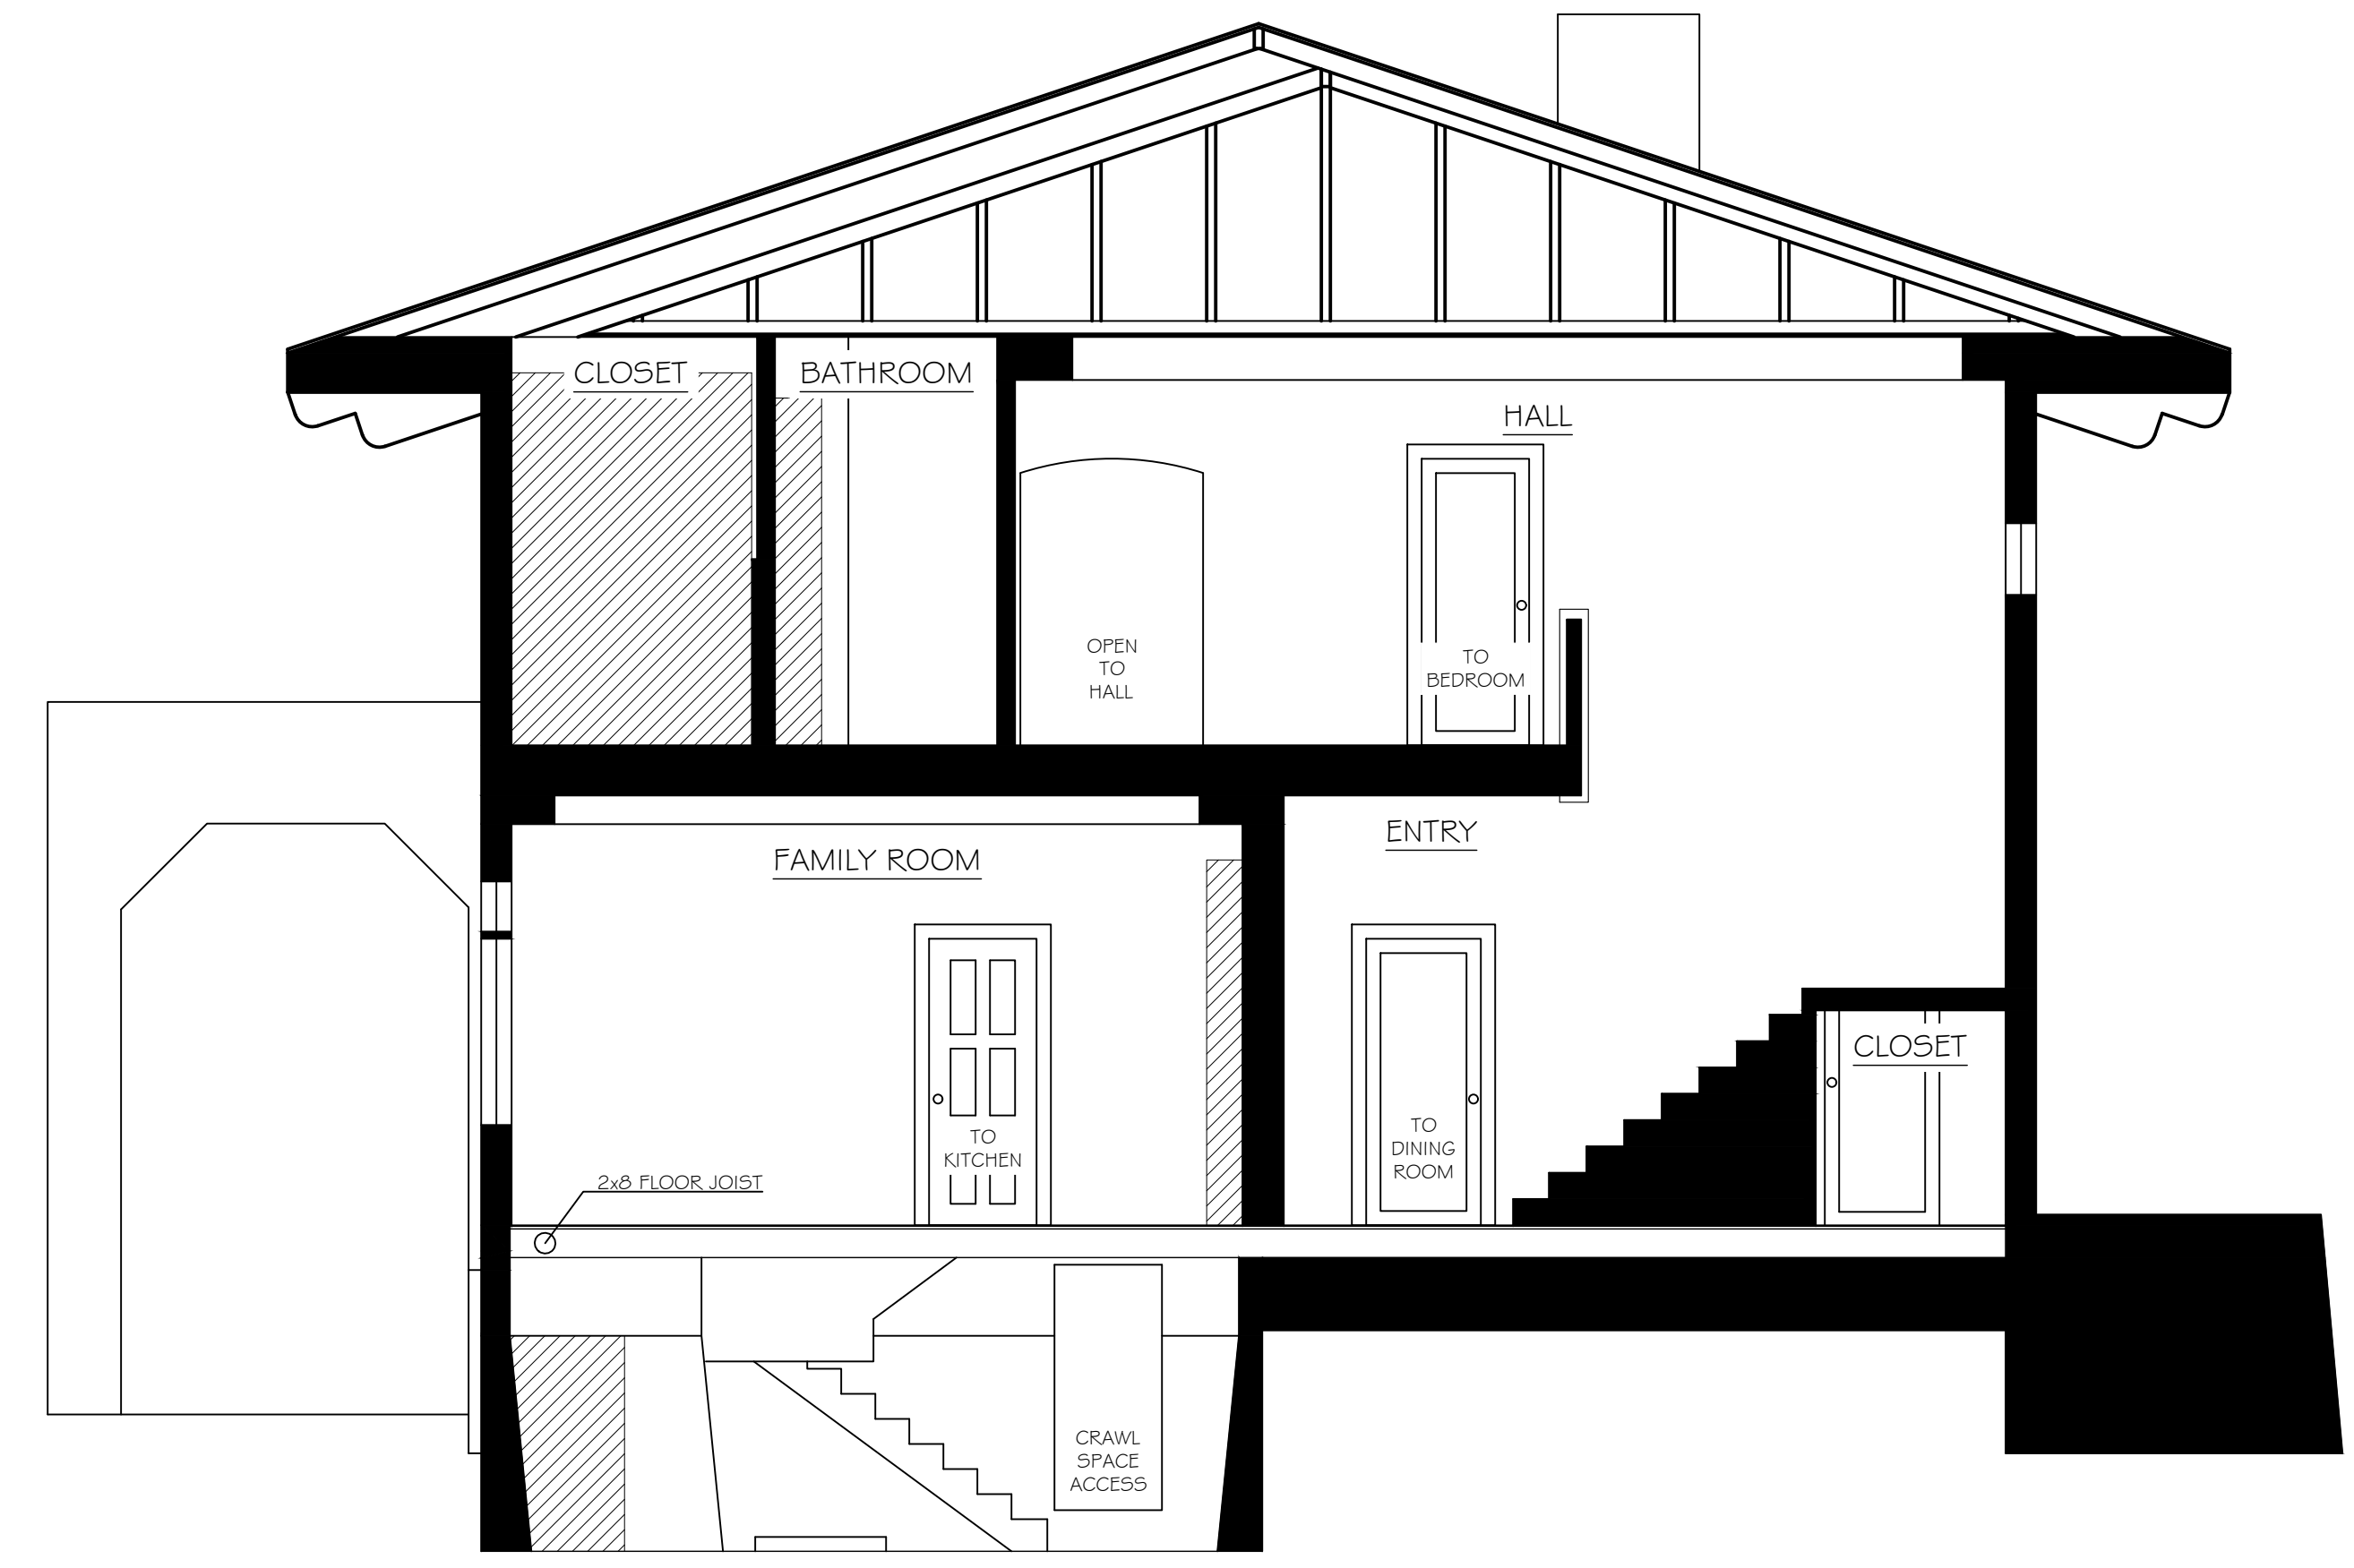 CLOSET
BATHROOM
HALL
OPEN
TO
HALL
TO
BEDROOM
FAMILY ROOM
ENTRY
CLOSET
TO
KITCHEN
TO
DINING
ROOM
2x8 FLOOR JOIST
CRAWL
SPACE
ACCESS